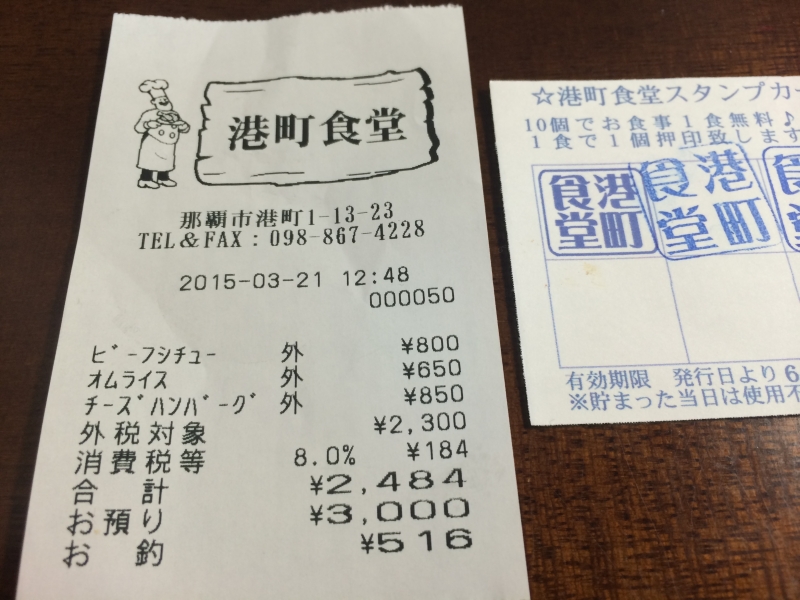 港町食堂
那覇市港町1-13-23
TEL&FAX:098-867-4228
2015-03-21 12:48
000050
ﾋﾞｰﾌｼﾁｭｰ 外 ¥800
ｵﾑﾗｲｽ 外 ¥650
ﾁｰｽﾞﾊﾝﾊﾞｰｸﾞ 外 ¥850
外税対象 ¥2,300
消費税等 8.0% ¥184
合計 ¥2,484
お預り ¥3,000
お釣 ¥516
☆港町食堂スタンプカー
10個でお食事1食無料♪
1食で1個押印致します
港町食堂
港町食堂
食堂
有効期限 発行日より6
※貯まった当日は使用不